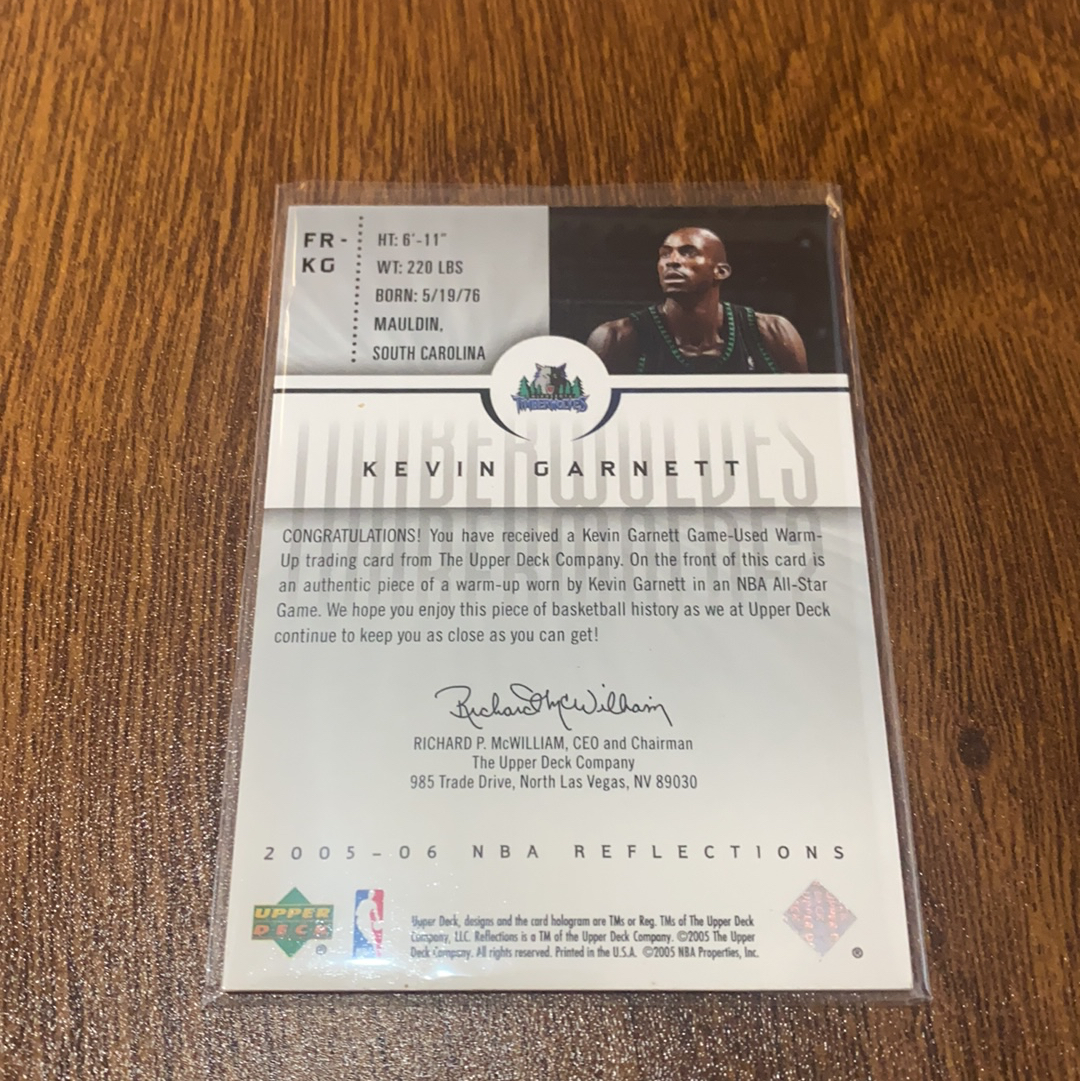 FR-
KG
HT: 6'-11"
WT: 220 LBS
BORN: 5/19/76
MAULDIN,
SOUTH CAROLINA
TIMBERWOLVES
TIMBERWOLVES
KEVIN GARNETT
CONGRATULATIONS! You have received a Kevin Garnett Game-Used Warm-
Up trading card from The Upper Deck Company. On the front of this card is
an authentic piece of a warm-up worn by Kevin Garnett in an NBA All-Star
Game. We hope you enjoy this piece of basketball history as we at Upper Deck
continue to keep you as close as you can get!
Richard McWilliam
RICHARD P. McWILLIAM, CEO and Chairman
The Upper Deck Company
985 Trade Drive, North Las Vegas, NV 89030
2005-06 NBA REFLECTIONS
UPPER
DECK
®
Upper Deck, designs and the card hologram are TMs or Reg. TMs of The Upper Deck
Company, LLC. Reflections is a TM of the Upper Deck Company. ©2005 The Upper
Deck Company. All rights reserved. Printed in the U.S.A. ©2005 NBA Properties, Inc.
®